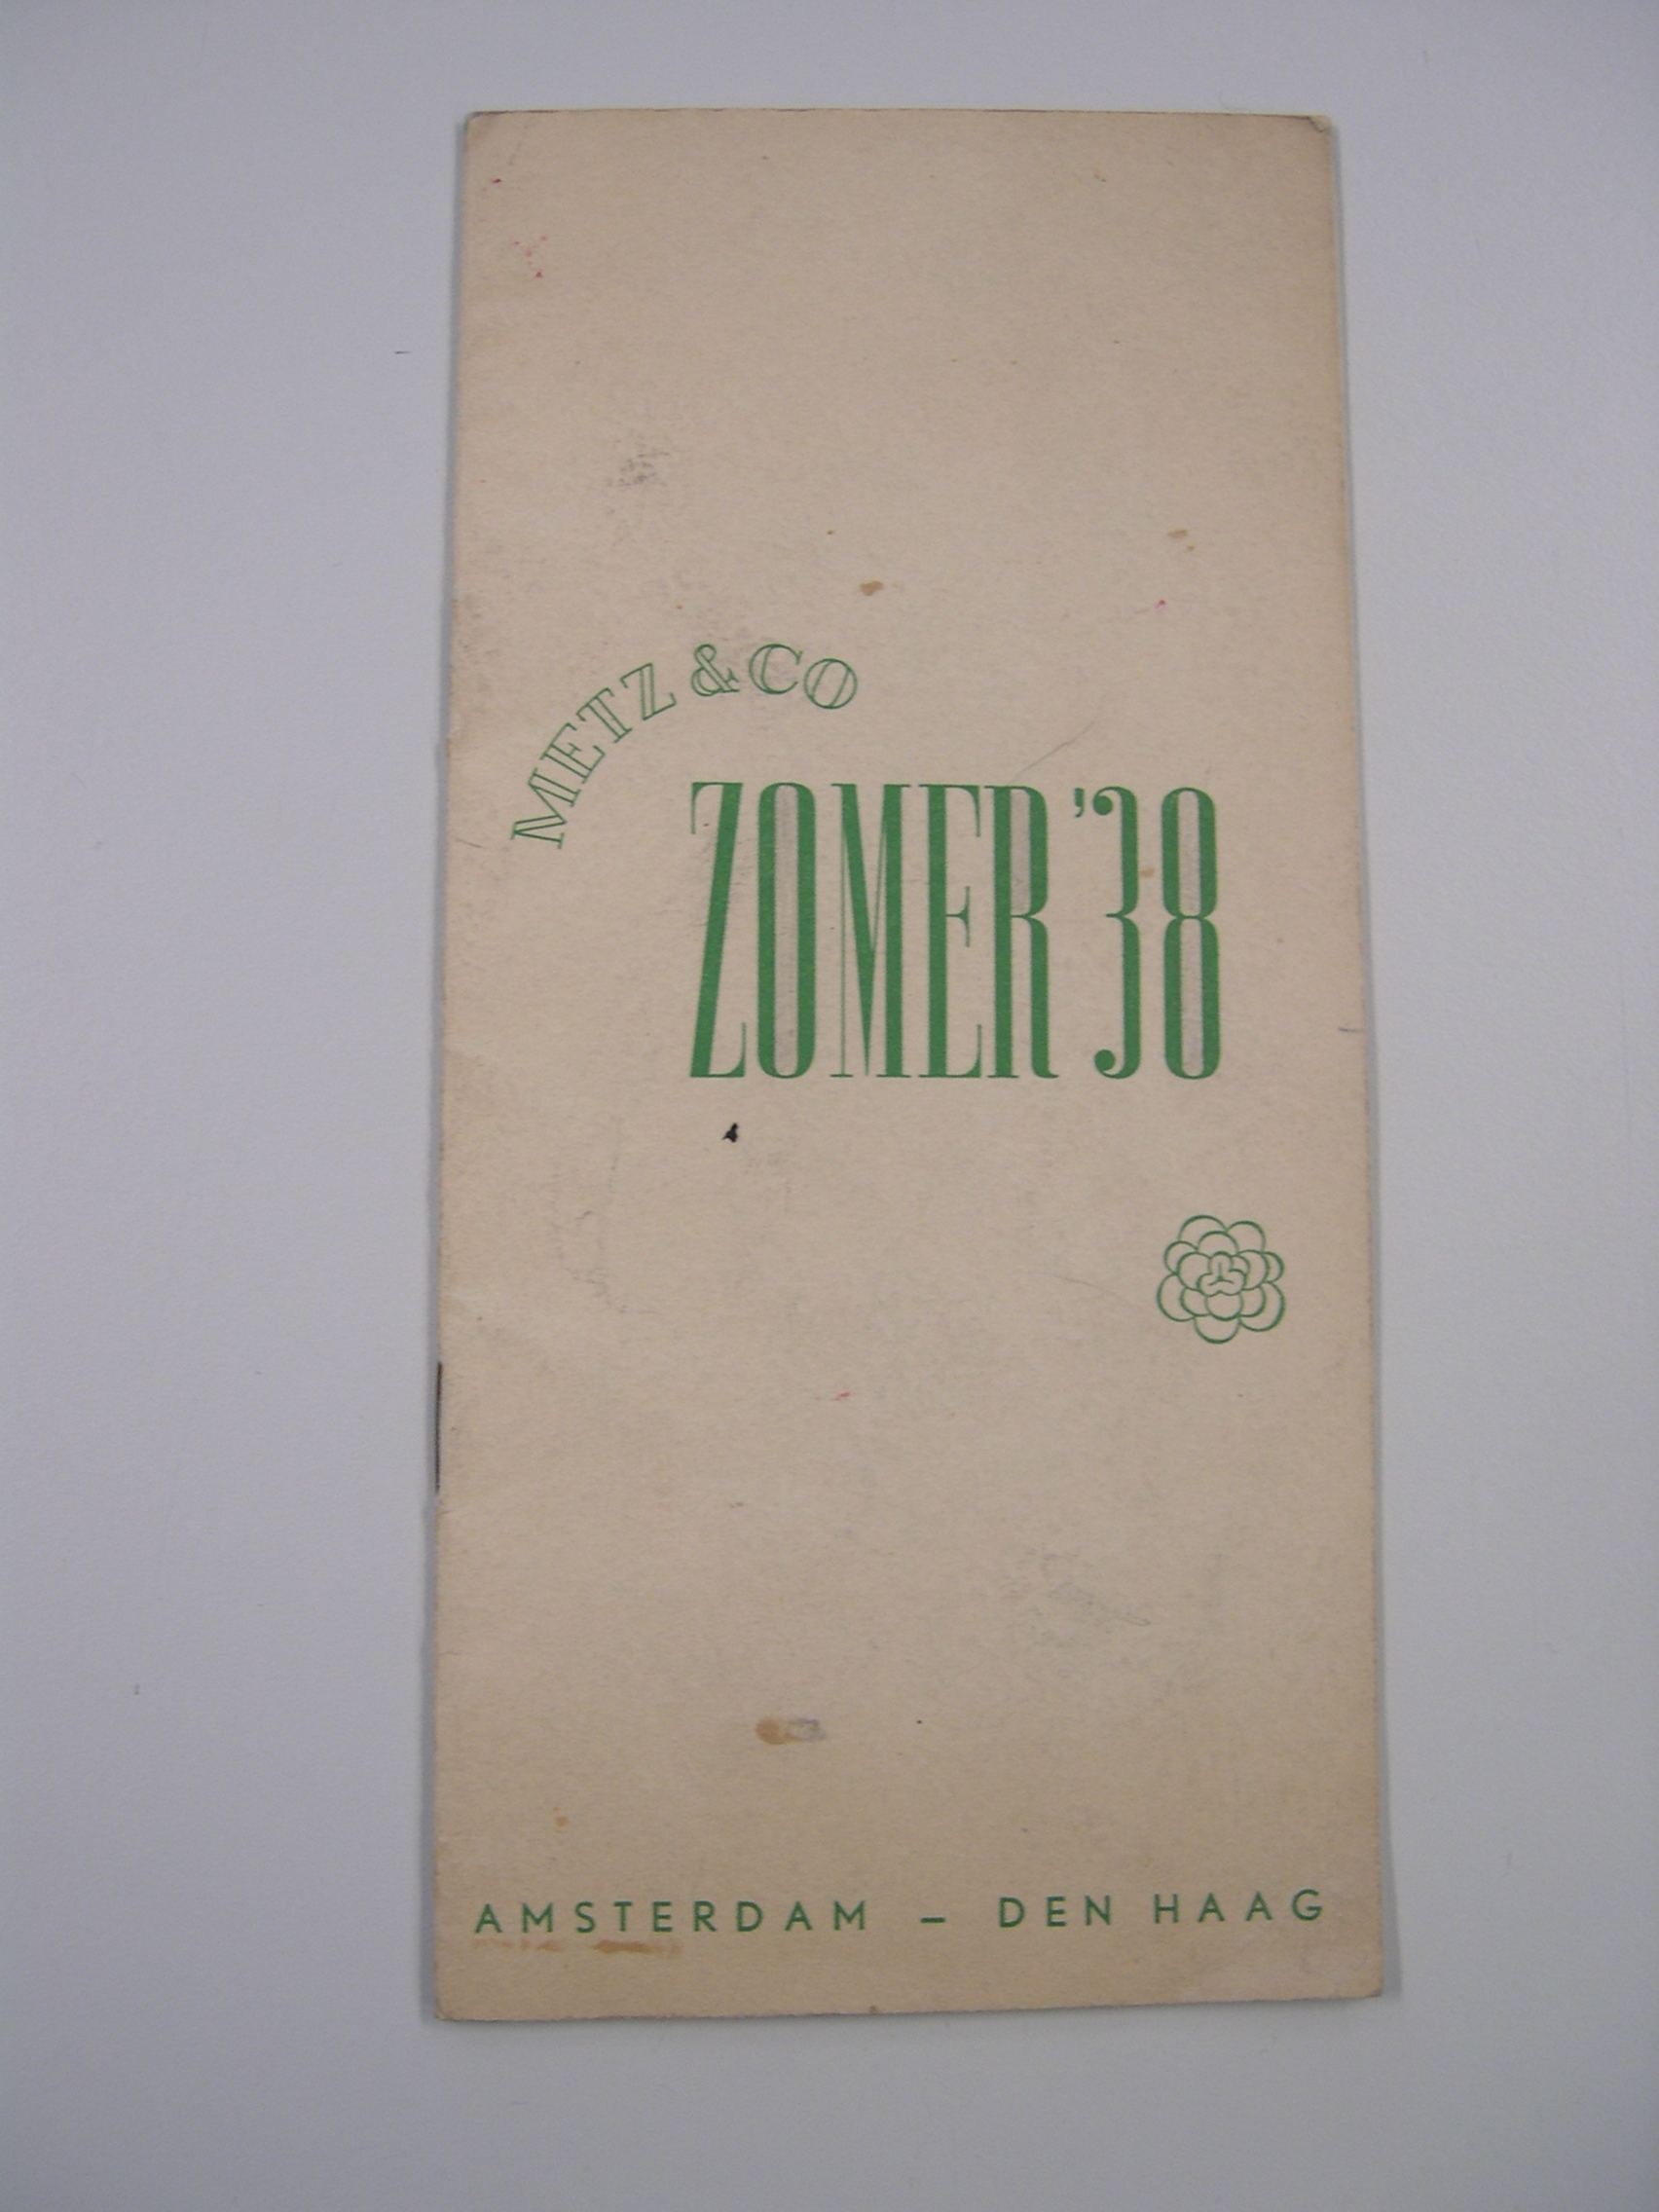 METZ & CO
ZOMER '38
AMSTERDAM – DEN HAAG